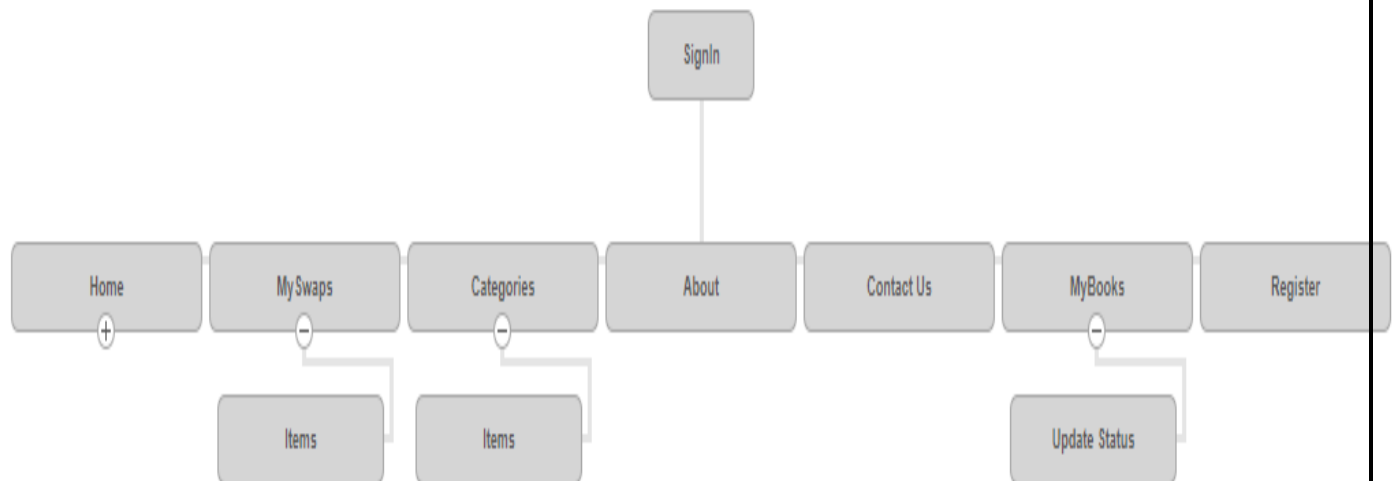 SignIn
Home
MySwaps
Categories
About
Contact Us
MyBooks
Register
Items
Items
Update Status